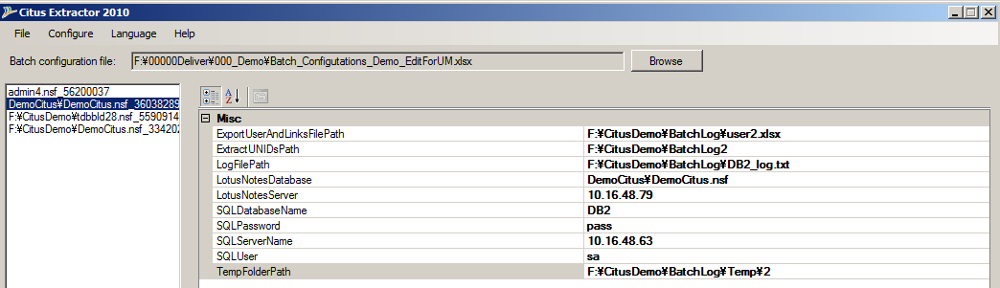 Citus Extractor 2010
File Configure Language Help
Batch configuration file: F:¥00000Deliver¥000_Demo¥Batch_Configutations_Demo_EditForUM.xlsx Browse
admin4.nsf_56200037
DemoCitus¥DemoCitus.nsf_36038289
F:¥CitusDemo¥tdbbld28.nsf_5590914
F:¥CitusDemo¥DemoCitus.nsf_334202
Misc
ExportUserAndLinksFilePath F:¥CitusDemo¥BatchLog¥user2.xlsx
ExtractUNIDsPath F:¥CitusDemo¥BatchLog2
LogFilePath F:¥CitusDemo¥BatchLog¥DB2_log.txt
LotusNotesDatabase DemoCitus¥DemoCitus.nsf
LotusNotesServer 10.16.48.79
SQLDatabaseName DB2
SQLPassword pass
SQLServerName 10.16.48.63
SQLUser sa
TempFolderPath F:¥CitusDemo¥BatchLog¥Temp¥2